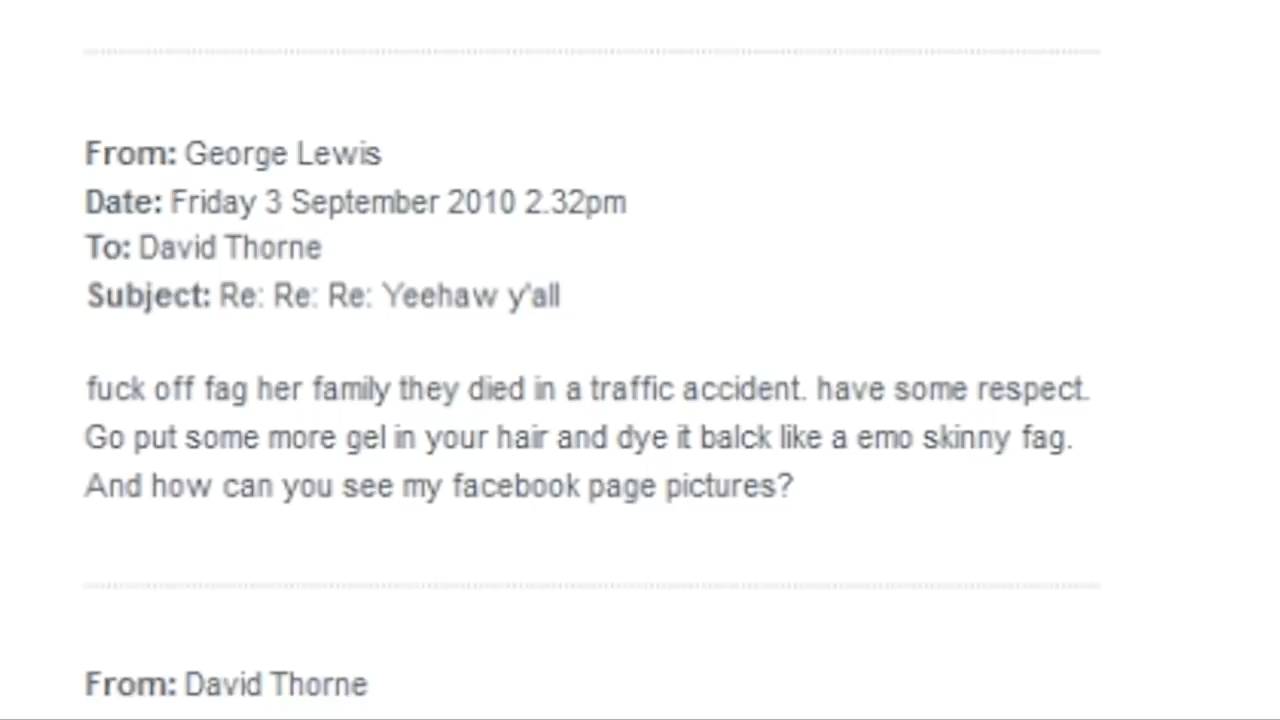 From: George Lewis
Date: Friday 3 September 2010 2.32pm
To: David Thorne
Subject: Re: Re: Re: Yeehaw y'all
fuck off fag her family they died in a traffic accident. have some respect.
Go put some more gel in your hair and dye it balck like a emo skinny fag.
And how can you see my facebook page pictures?
From: David Thorne